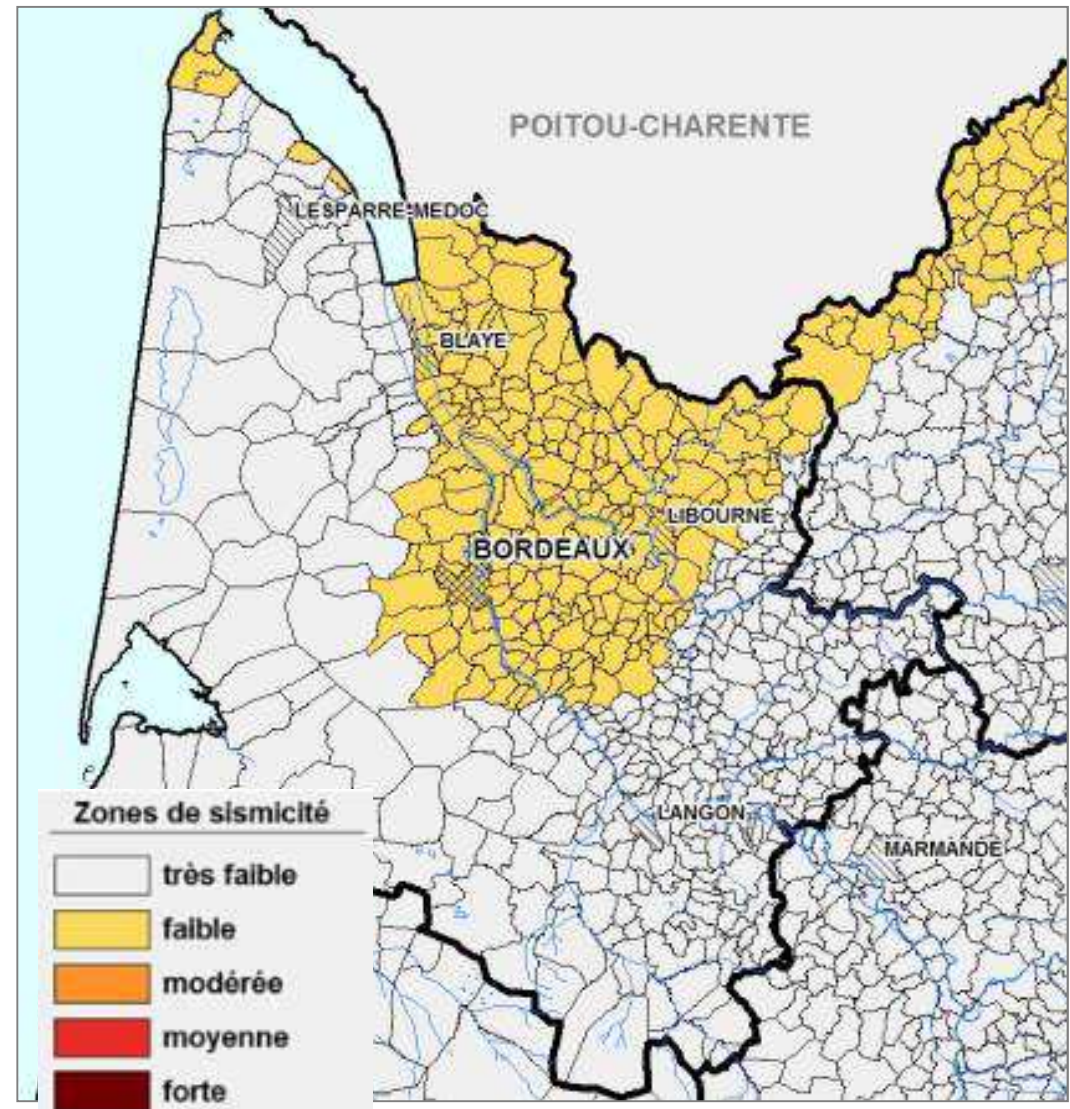 POITOU-CHARENTE
LESPARRE-MEDOC
BLAYE
LIBOURNE
BORDEAUX
LANGON
MARMANDE
Zones de sismicité
très faible
faible
modérée
moyenne
forte